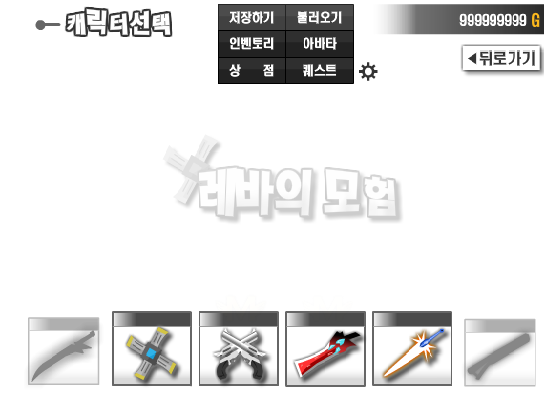 캐릭터선택
저장하기 불러오기
인벤토리 아바타
상 점 퀘스트
999999999 G
◀뒤로가기
레바의 모험